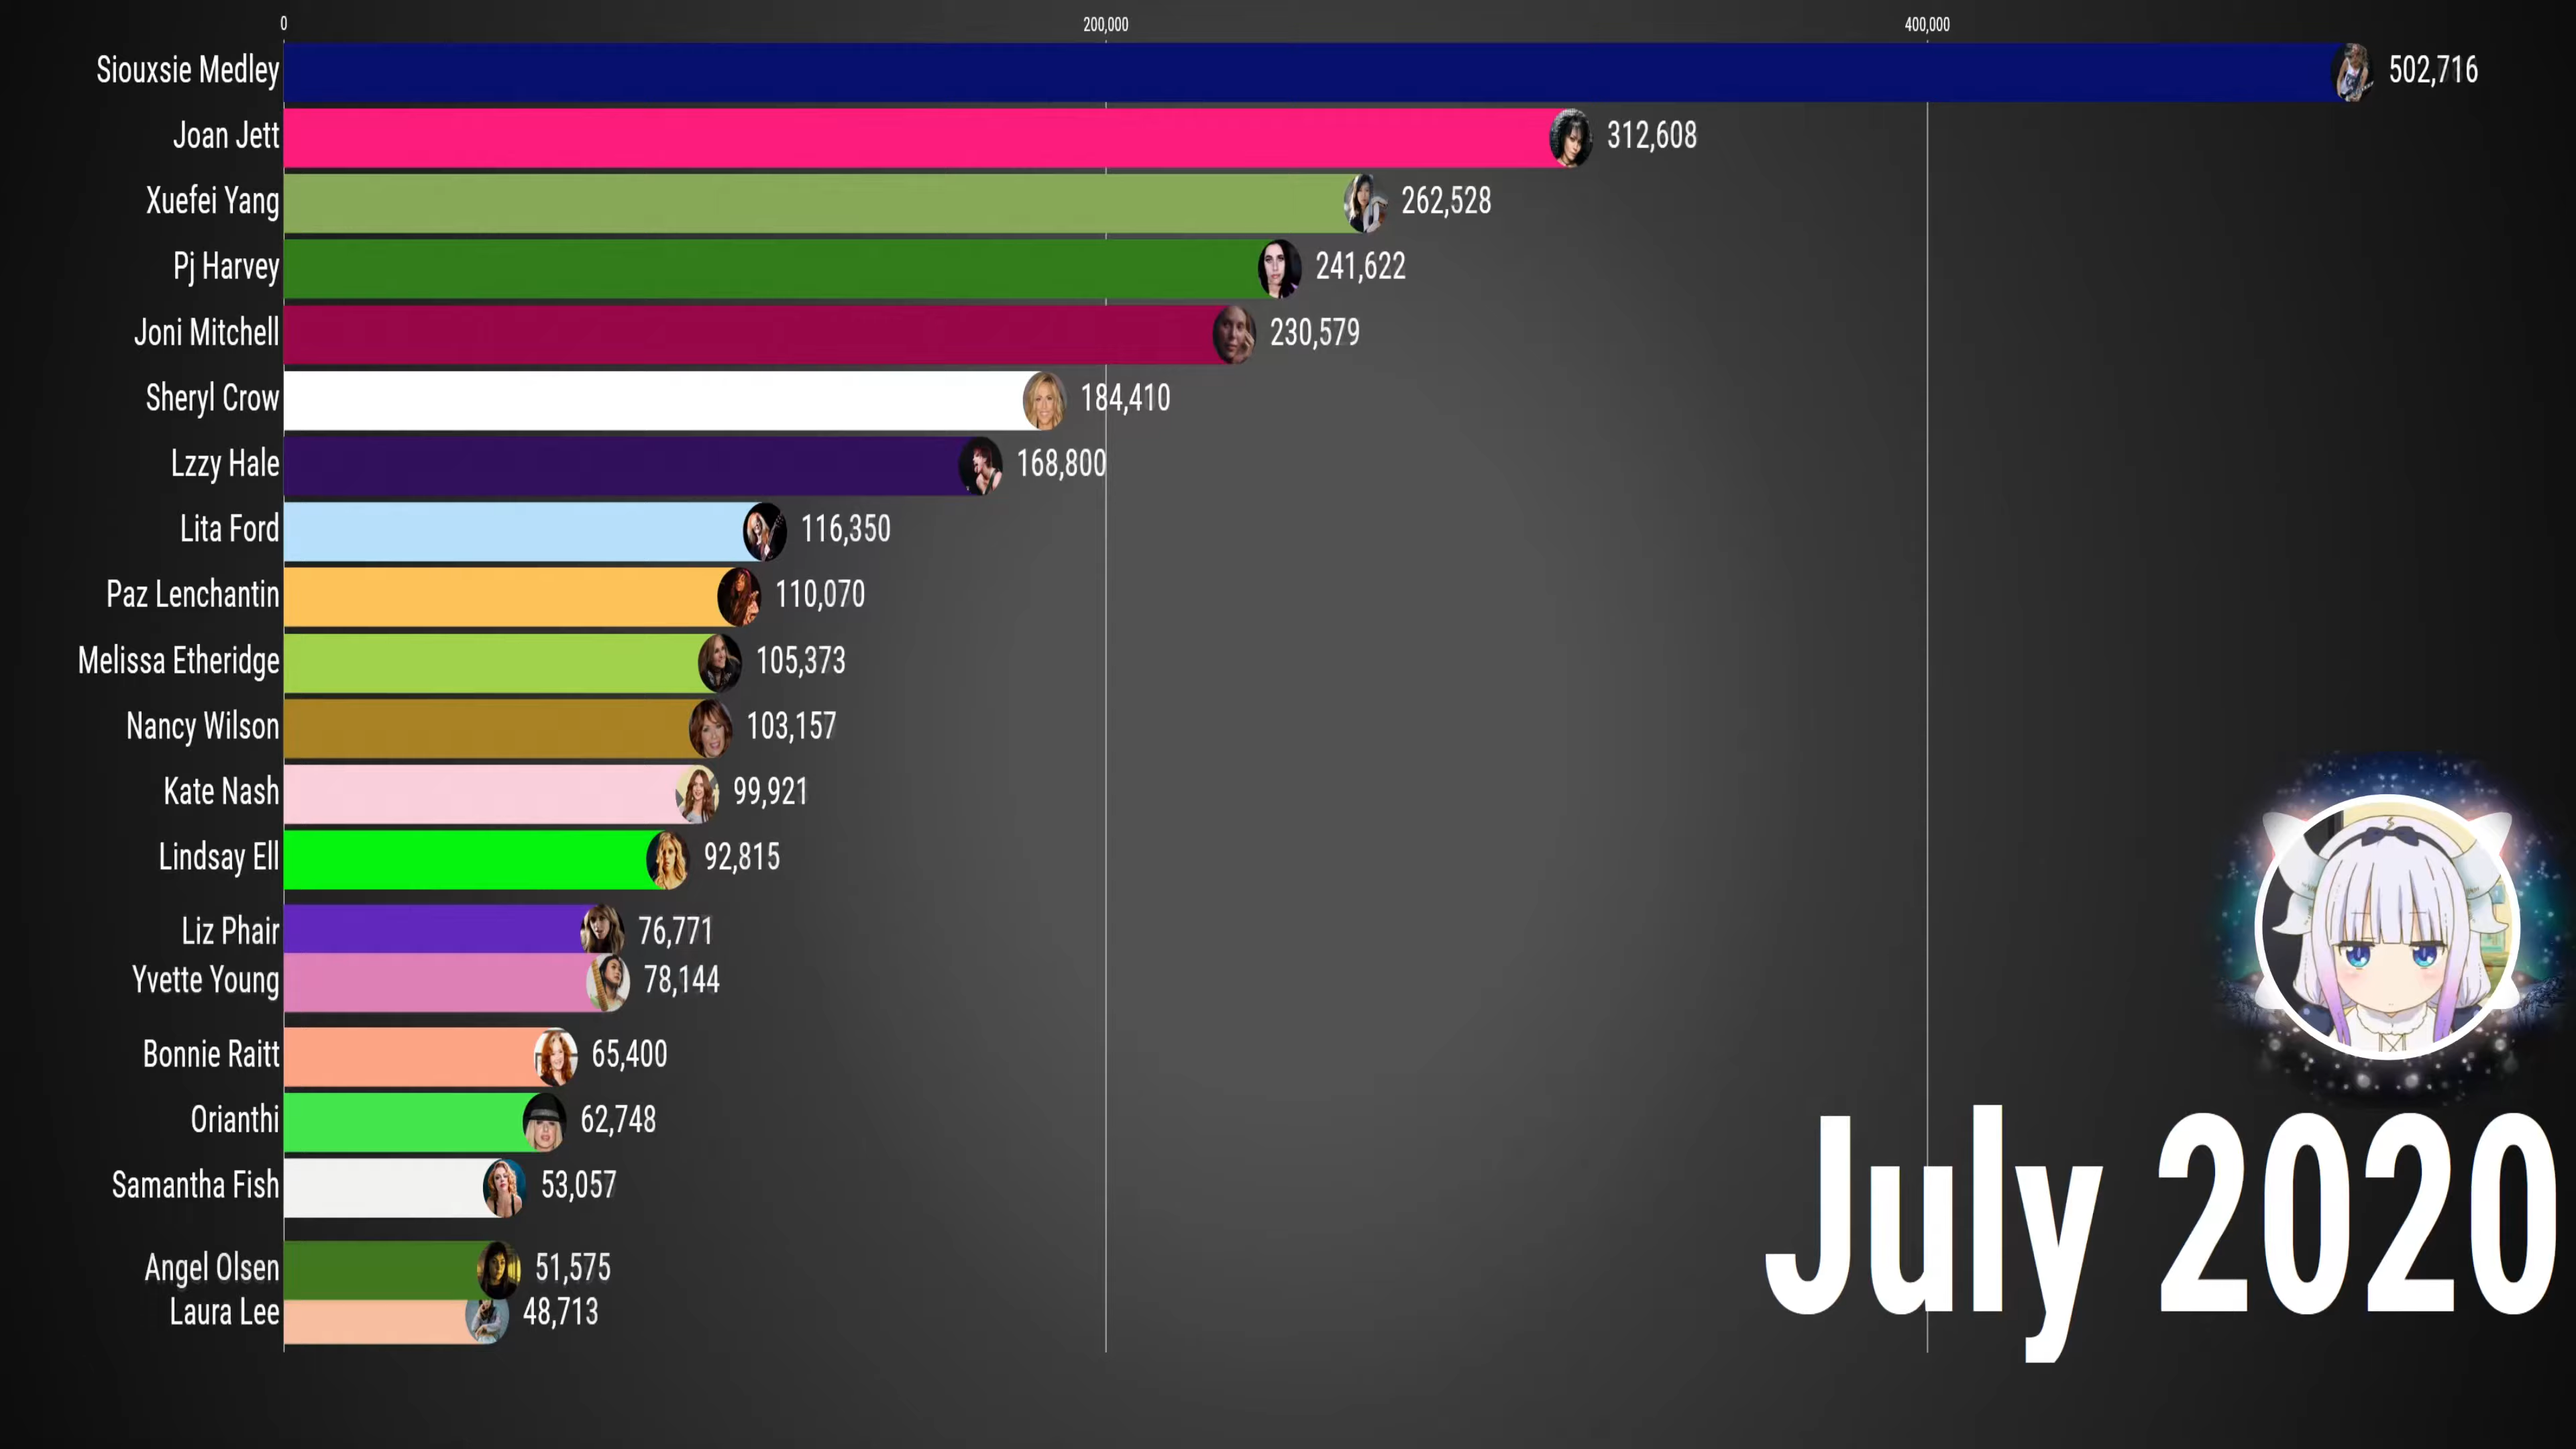 0 200,000 400,000
Siouxsie Medley 502,716
Joan Jett 312,608
Xuefei Yang 262,528
Pj Harvey 241,622
Joni Mitchell 230,579
Sheryl Crow 184,410
Lzzy Hale 168,800
Lita Ford 116,350
Paz Lenchantin 110,070
Melissa Etheridge 105,373
Nancy Wilson 103,157
Kate Nash 99,921
Lindsay Ell 92,815
Liz Phair 76,771
Yvette Young 78,144
Bonnie Raitt 65,400
Orianthi 62,748
Samantha Fish 53,057
Angel Olsen 51,575
Laura Lee 48,713
July 2020